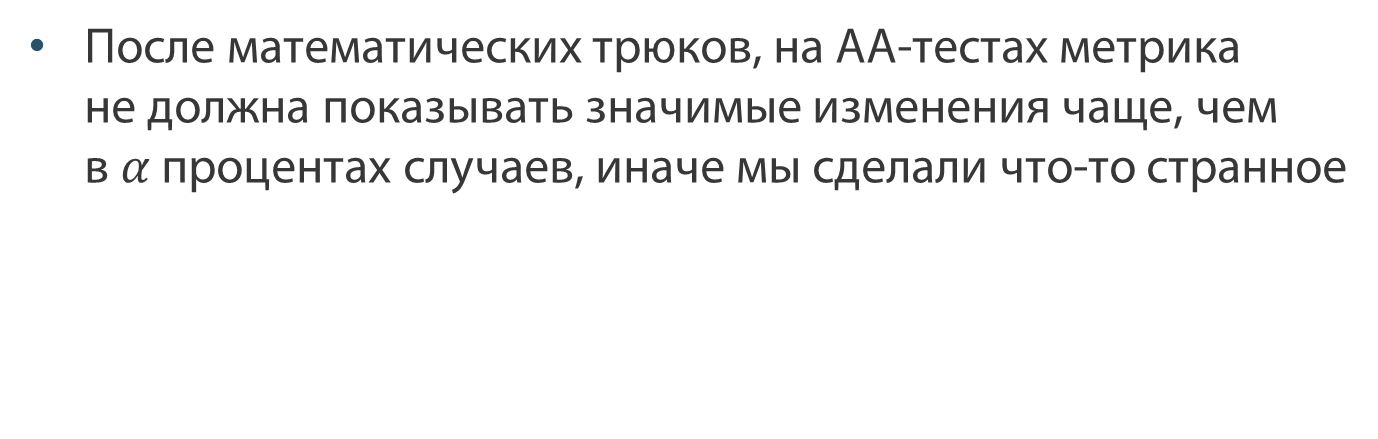 • После математических трюков, на АА-тестах метрика
не должна показывать значимые изменения чаще, чем
в α процентах случаев, иначе мы сделали что-то странное